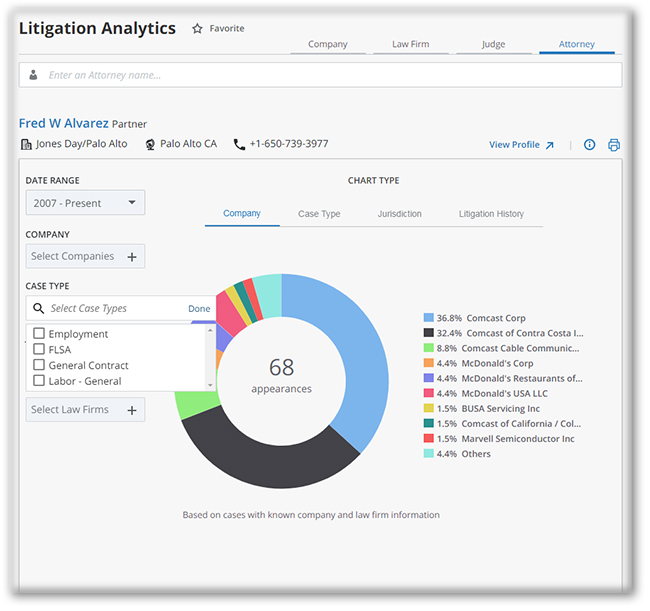 Litigation Analytics Favorite
Company Law Firm Judge Attorney
Enter an Attorney name...
Fred W Alvarez Partner
Jones Day/Palo Alto Palo Alto CA +1-650-739-3977 View Profile
DATE RANGE
2007 - Present
COMPANY
Select Companies +
CASE TYPE
Select Case Types Done
Employment
FLSA
General Contract
Labor - General
Select Law Firms +
CHART TYPE
Company Case Type Jurisdiction Litigation History
68
appearances
36.8% Comcast Corp
32.4% Comcast of Contra Costa I...
8.8% Comcast Cable Communic...
4.4% McDonald's Corp
4.4% McDonald's Restaurants of...
4.4% McDonald's USA LLC
1.5% BUSA Servicing Inc
1.5% Comcast of California / Col...
1.5% Marvell Semiconductor Inc
4.4% Others
Based on cases with known company and law firm information